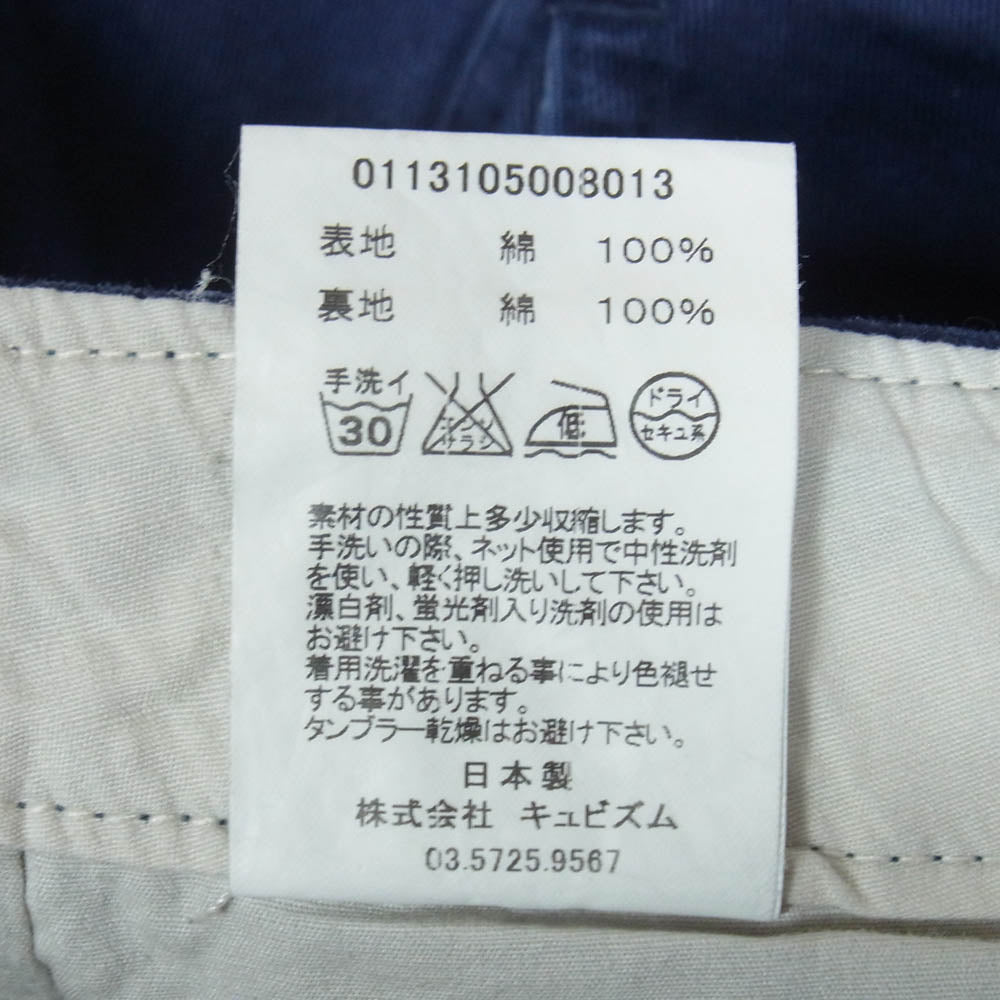 0113105008013
表地 綿 100%
裏地 綿 100%
手洗イ
30
エンソ
サラシ
低
ドライ
セキユ系
素材の性質上多少収縮します。
手洗いの際、ネット使用で中性洗剤
を使い、軽く押し洗いして下さい。
漂白剤、蛍光剤入り洗剤の使用は
お避け下さい。
着用洗濯を重ねる事により色褪せ
する事があります。
タンブラー乾燥はお避け下さい。
日本製
株式会社 キュビズム
03.5725.9567